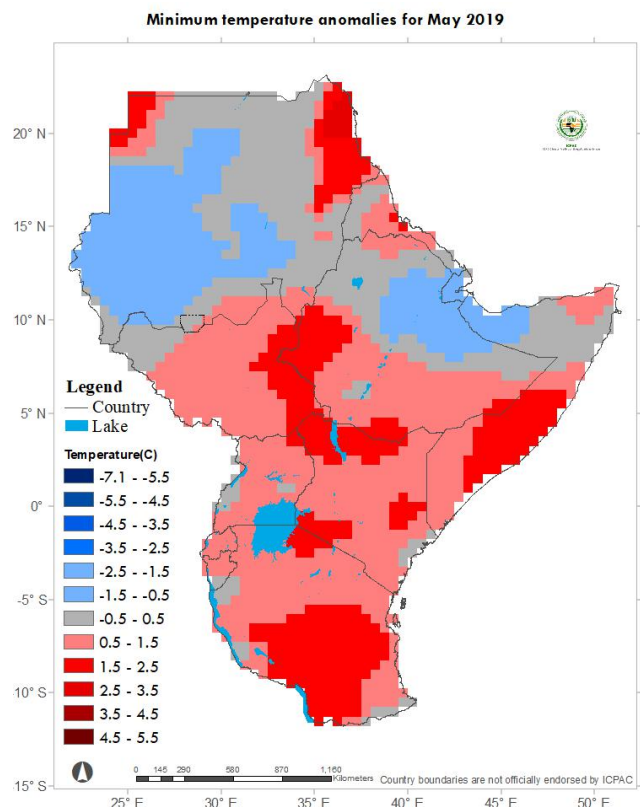 Minimum temperature anomalies for May 2019
20° N
15° N
10° N
5° N
0°
-5° S
-10° S
15° S
ICPAC
Legend
Country
Lake
Temperature(C)
-7.1 - -5.5
-5.5 - -4.5
-4.5 - -3.5
-3.5 - -2.5
-2.5 - -1.5
-1.5 - -0.5
-0.5 - 0.5
0.5 - 1.5
1.5 - 2.5
2.5 - 3.5
3.5 - 4.5
4.5 - 5.5
0 145 290 580 870 1,160
Kilometers
Country boundaries are not officially endorsed by ICPAC
25° E 30° E 35° E 40° E 45° E 50° E